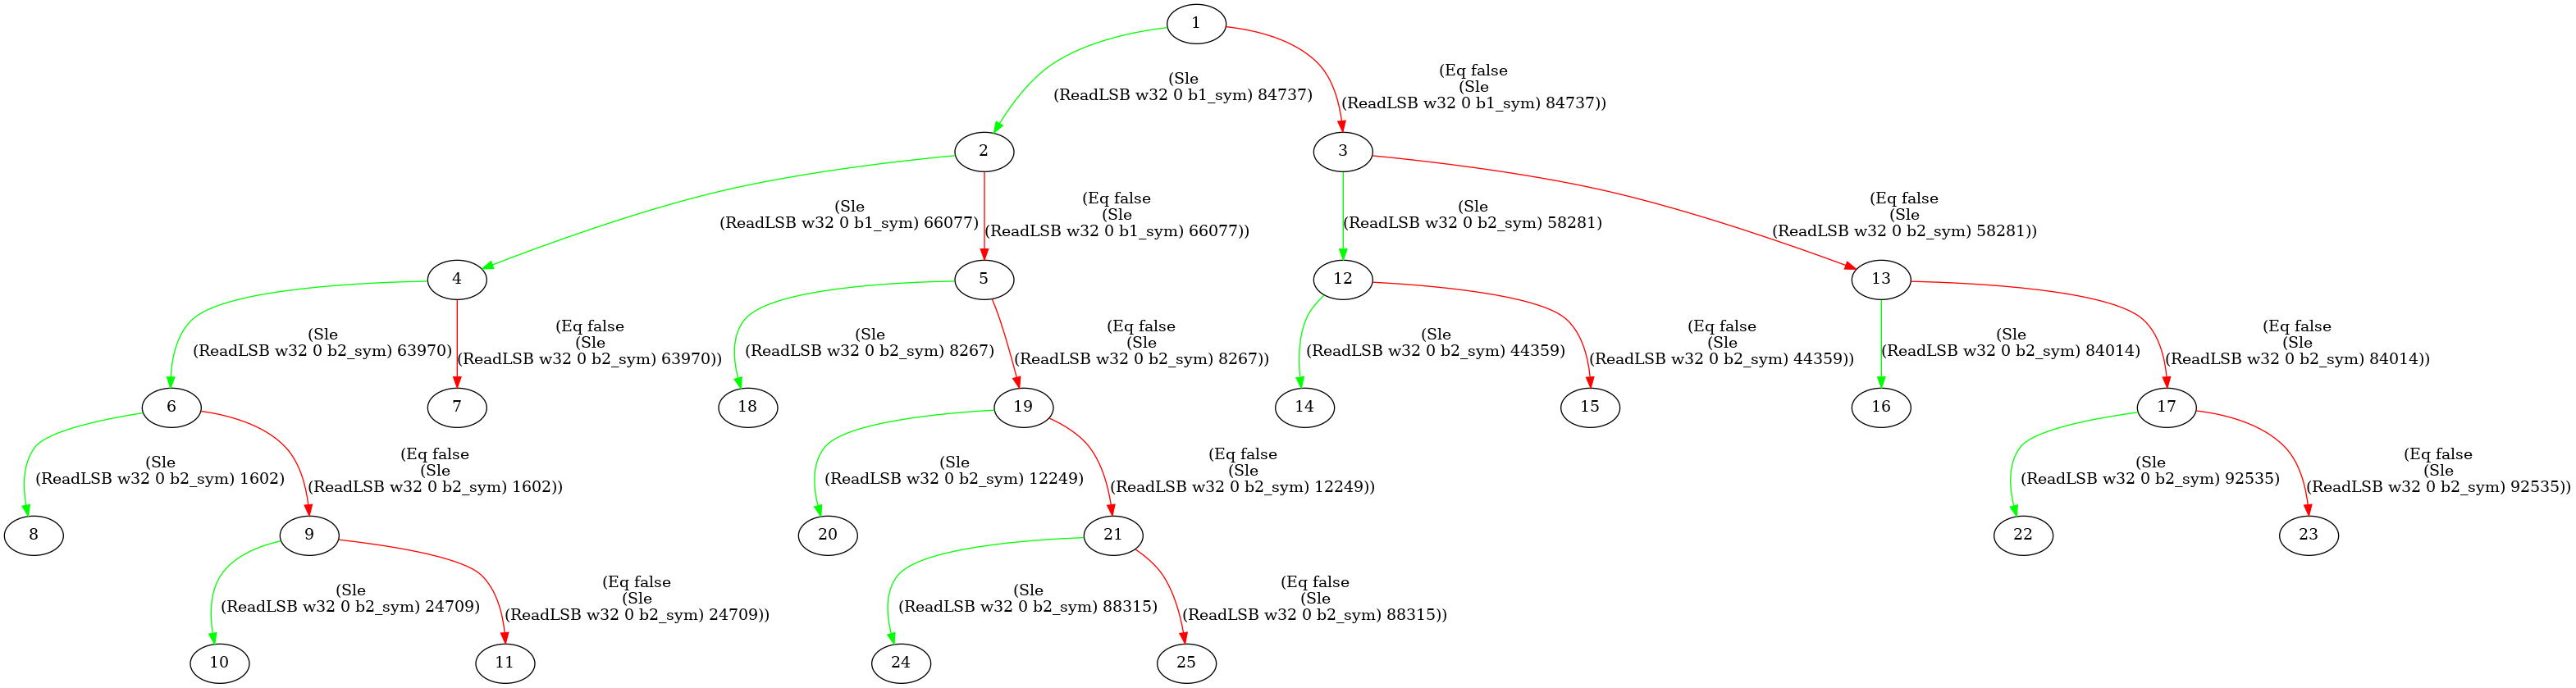 1
(Sle
(ReadLSB w32 0 b1_sym) 84737)
(Eq false
(Sle
(ReadLSB w32 0 b1_sym) 84737))
2
3
(Sle
(ReadLSB w32 0 b1_sym) 66077)
(Eq false
(Sle
(ReadLSB w32 0 b1_sym) 66077))
(Sle
(ReadLSB w32 0 b2_sym) 58281)
(Eq false
(Sle
(ReadLSB w32 0 b2_sym) 58281))
4
5
12
13
(Sle
(ReadLSB w32 0 b2_sym) 63970)
(Eq false
(Sle
(ReadLSB w32 0 b2_sym) 63970))
(Sle
(ReadLSB w32 0 b2_sym) 8267)
(Eq false
(Sle
(ReadLSB w32 0 b2_sym) 8267))
(Sle
(ReadLSB w32 0 b2_sym) 44359)
(Eq false
(Sle
(ReadLSB w32 0 b2_sym) 44359))
(Sle
(ReadLSB w32 0 b2_sym) 84014)
(Eq false
(Sle
(ReadLSB w32 0 b2_sym) 84014))
6
7
18
19
14
15
16
17
(Sle
(ReadLSB w32 0 b2_sym) 1602)
(Eq false
(Sle
(ReadLSB w32 0 b2_sym) 1602))
(Sle
(ReadLSB w32 0 b2_sym) 12249)
(Eq false
(Sle
(ReadLSB w32 0 b2_sym) 12249))
(Sle
(ReadLSB w32 0 b2_sym) 92535)
(Eq false
(Sle
(ReadLSB w32 0 b2_sym) 92535))
8
9
20
21
22
23
(Sle
(ReadLSB w32 0 b2_sym) 24709)
(Eq false
(Sle
(ReadLSB w32 0 b2_sym) 24709))
(Sle
(ReadLSB w32 0 b2_sym) 88315)
(Eq false
(Sle
(ReadLSB w32 0 b2_sym) 88315))
10
11
24
25